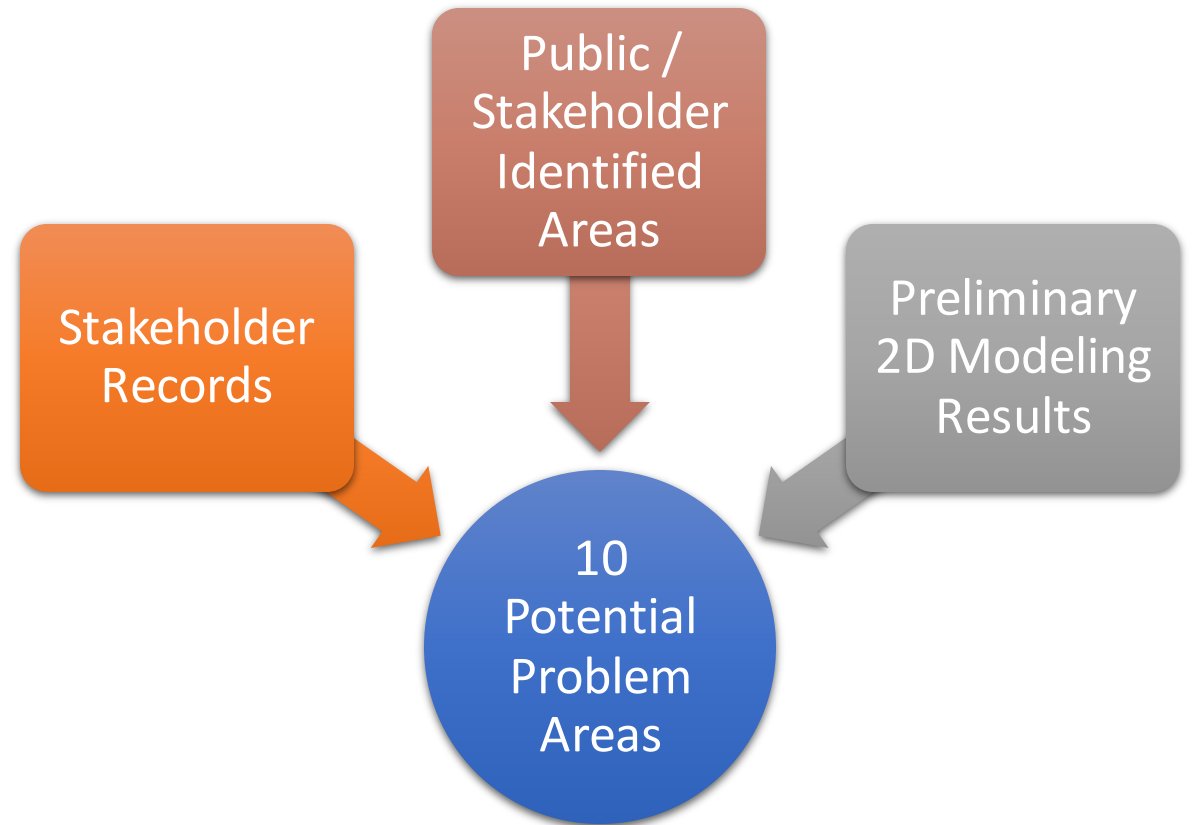 Public /
Stakeholder
Identified
Areas
Stakeholder
Records
Preliminary
2D Modeling
Results
10
Potential
Problem
Areas